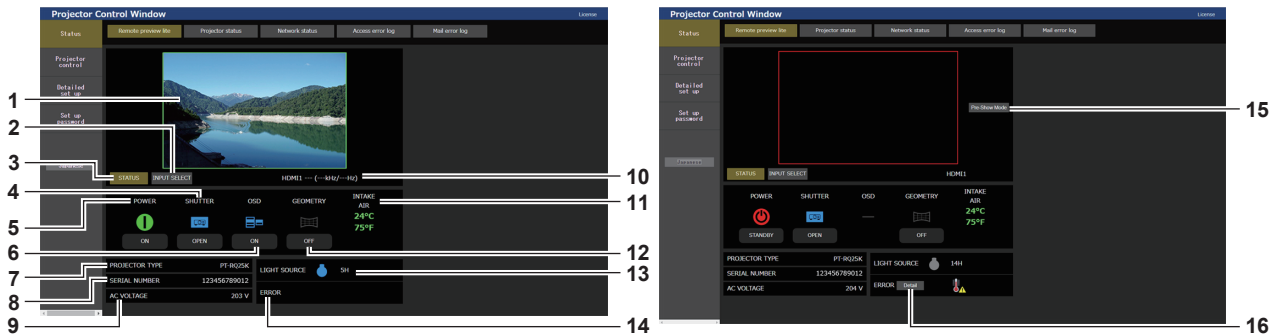 Projector Control Window
License
Status
Remote preview lite
Projector status
Network status
Access error log
Mail error log
Projector
control
Detailed
set up
Set up
password
Japanese
STATUS
INPUT SELECT
HDMI1 --- (---kHz/---Hz)
POWER
SHUTTER
OSD
GEOMETRY
INTAKE
AIR
24°C
75°F
ON
OPEN
ON
OFF
PROJECTOR TYPE
PT-RQ25K
SERIAL NUMBER
123456789012
AC VOLTAGE
203 V
LIGHT SOURCE
5H
ERROR
1
2
3
4
5
6
7
8
9
10
11
12
13
14
Projector Control Window
License
Status
Remote preview lite
Projector status
Network status
Access error log
Mail error log
Projector
control
Detailed
set up
Set up
password
Japanese
Pre-Show Mode
STATUS
INPUT SELECT
HDMI1
POWER
SHUTTER
OSD
GEOMETRY
INTAKE
AIR
24°C
75°F
STANDBY
OPEN
OFF
PROJECTOR TYPE
PT-RQ25K
SERIAL NUMBER
123456789012
AC VOLTAGE
204 V
LIGHT SOURCE
14H
ERROR
Detail
15
16